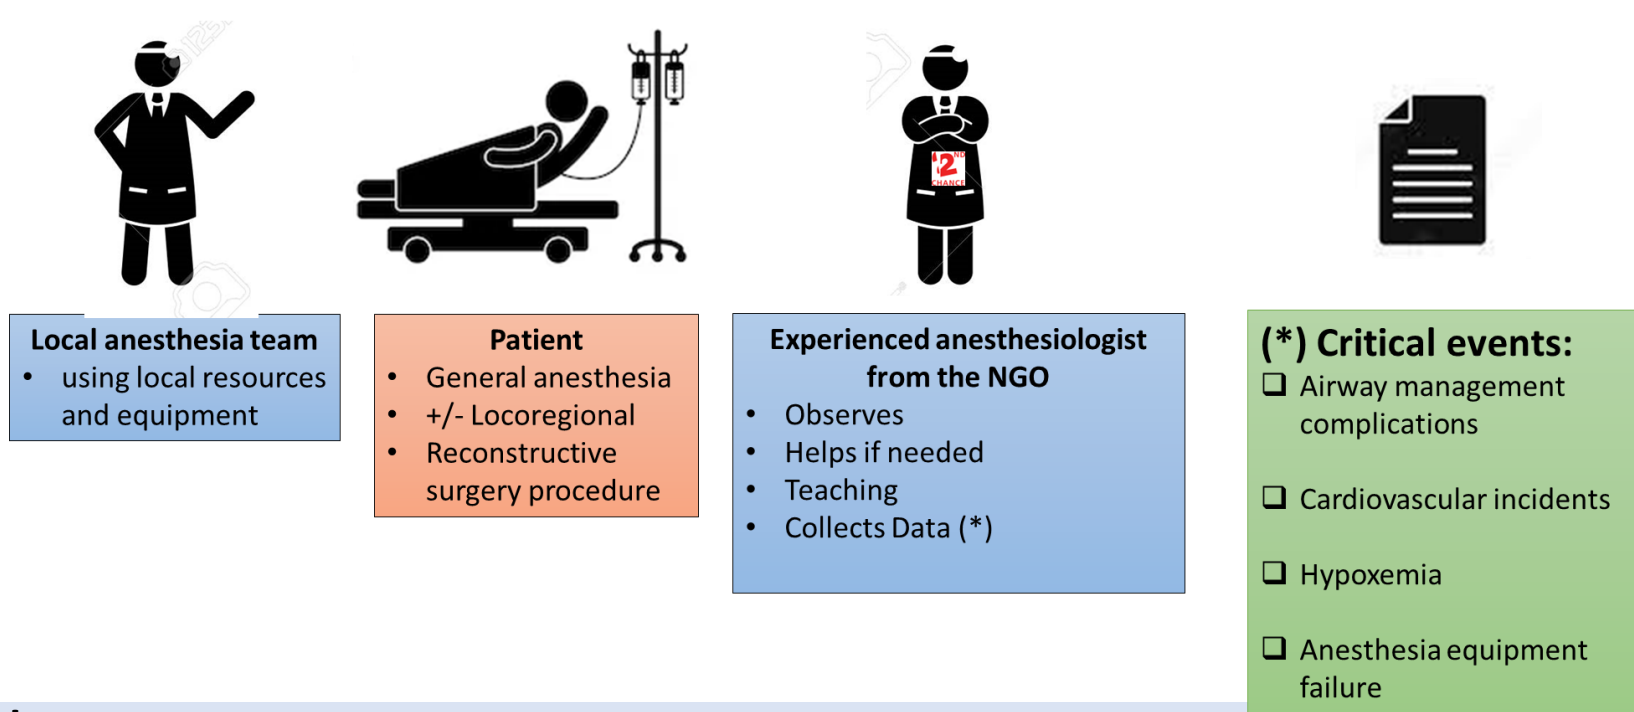 2ND
CHANCE
Local anesthesia team
• using local resources
and equipment
Patient
• General anesthesia
• +/- Locoregional
• Reconstructive
surgery procedure
Experienced anesthesiologist
from the NGO
• Observes
• Helps if needed
• Teaching
• Collects Data (*)
(*) Critical events:
❑ Airway management
complications
❑ Cardiovascular incidents
❑ Hypoxemia
❑ Anesthesia equipment
failure